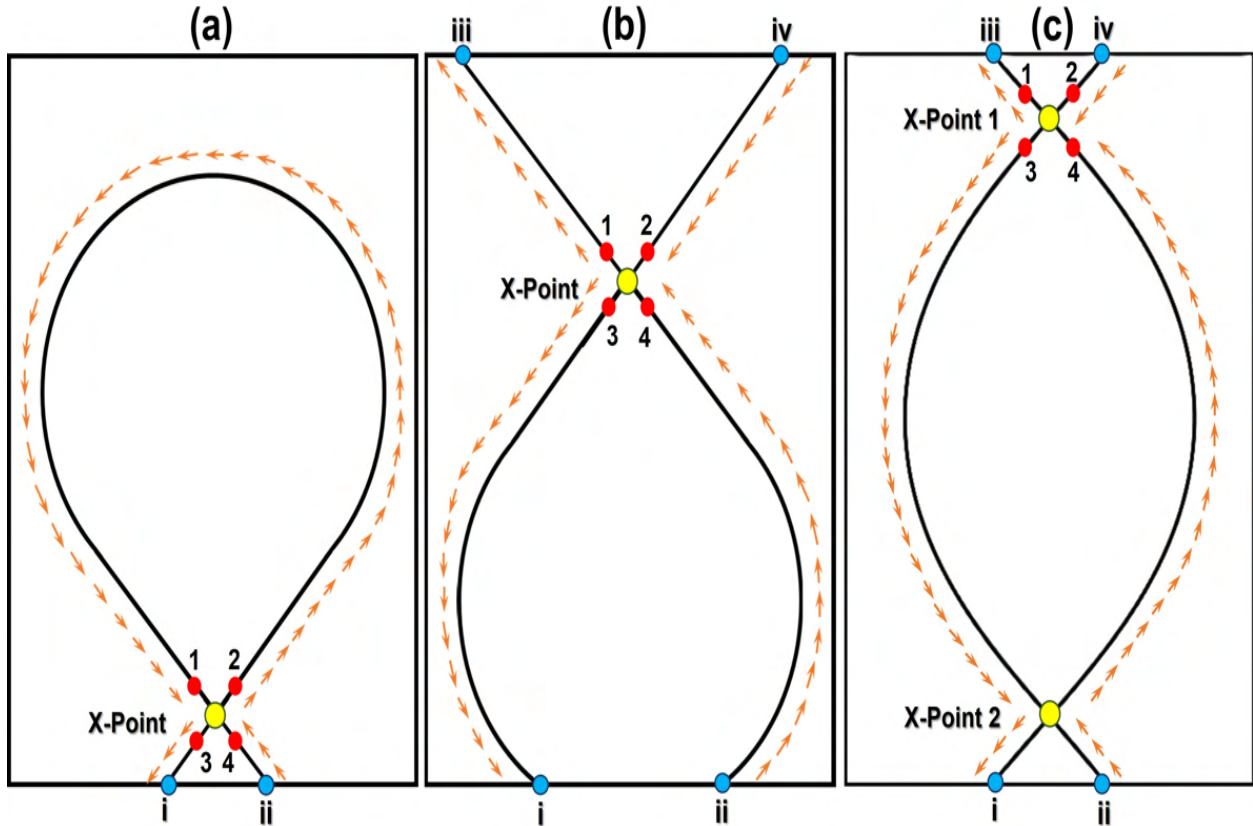 (a)
1 2
X-Point
3 4
i ii
(b)
iii iv
1 2
X-Point
3 4
i ii
(c)
iii iv
1 2
X-Point 1
3 4
X-Point 2
i ii